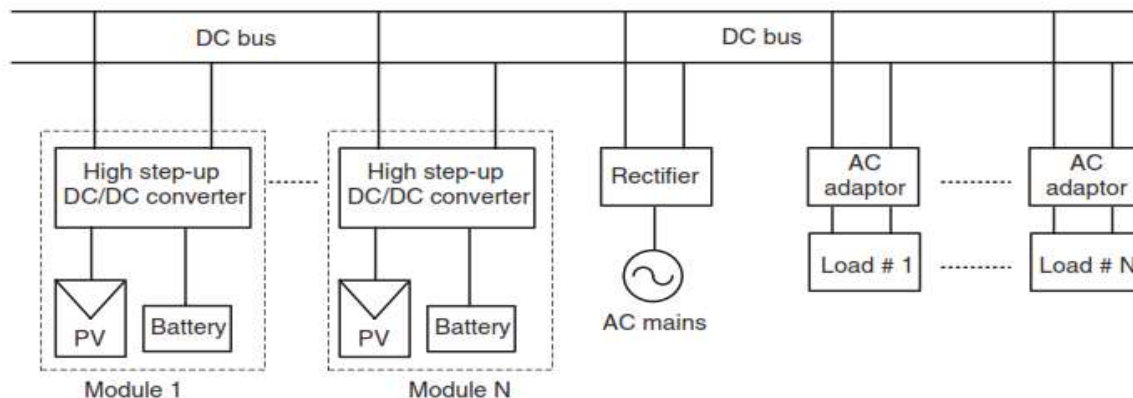 DC bus
DC bus
High step-up
DC/DC converter
High step-up
DC/DC converter
Rectifier
AC
adaptor
AC
adaptor
Load # 1
Load # N
PV
Battery
PV
Battery
AC mains
Module 1
Module N